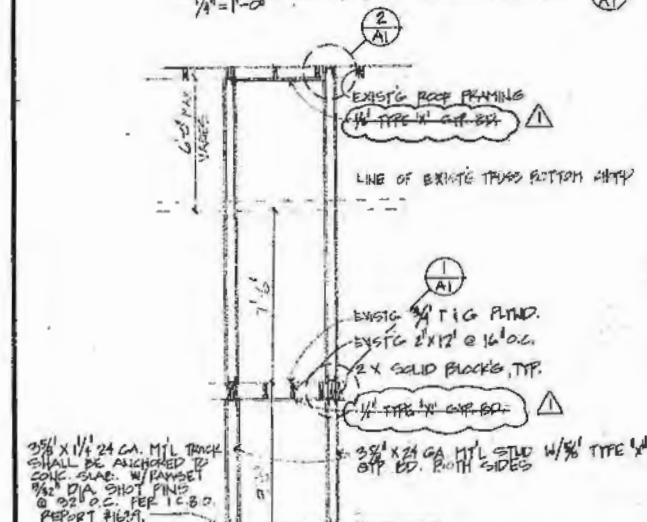 1/4" = 1'-0"
A1
2
A1
EXIST'G ROOF FRAMING
TYPE 'X' GYP. BD.
1
6'-0" MAX
VARIES
LINE OF EXIST'G TRUSS BOTTOM CHORD
7'-6"
1
A1
EXIST'G 3/4" T & G PLYWD.
EXIST'G 2"X12" @ 16" O.C.
2 X SOLID BLOCK'G, TYP.
TYPE 'X' GYP. BD.
1
3 5/8" X 1 1/4" 24 GA. MT'L TRACK
SHALL BE ANCHORED TO
CONC. SLAB. W/ RAMSET
DIA. SHOT PINS
@ 32" O.C. PER I.C.B.O.
REPORT #1639.
3 5/8" X 24 GA MT'L STUD W/ 5/8" TYPE 'X'
GYP. BD. BOTH SIDES